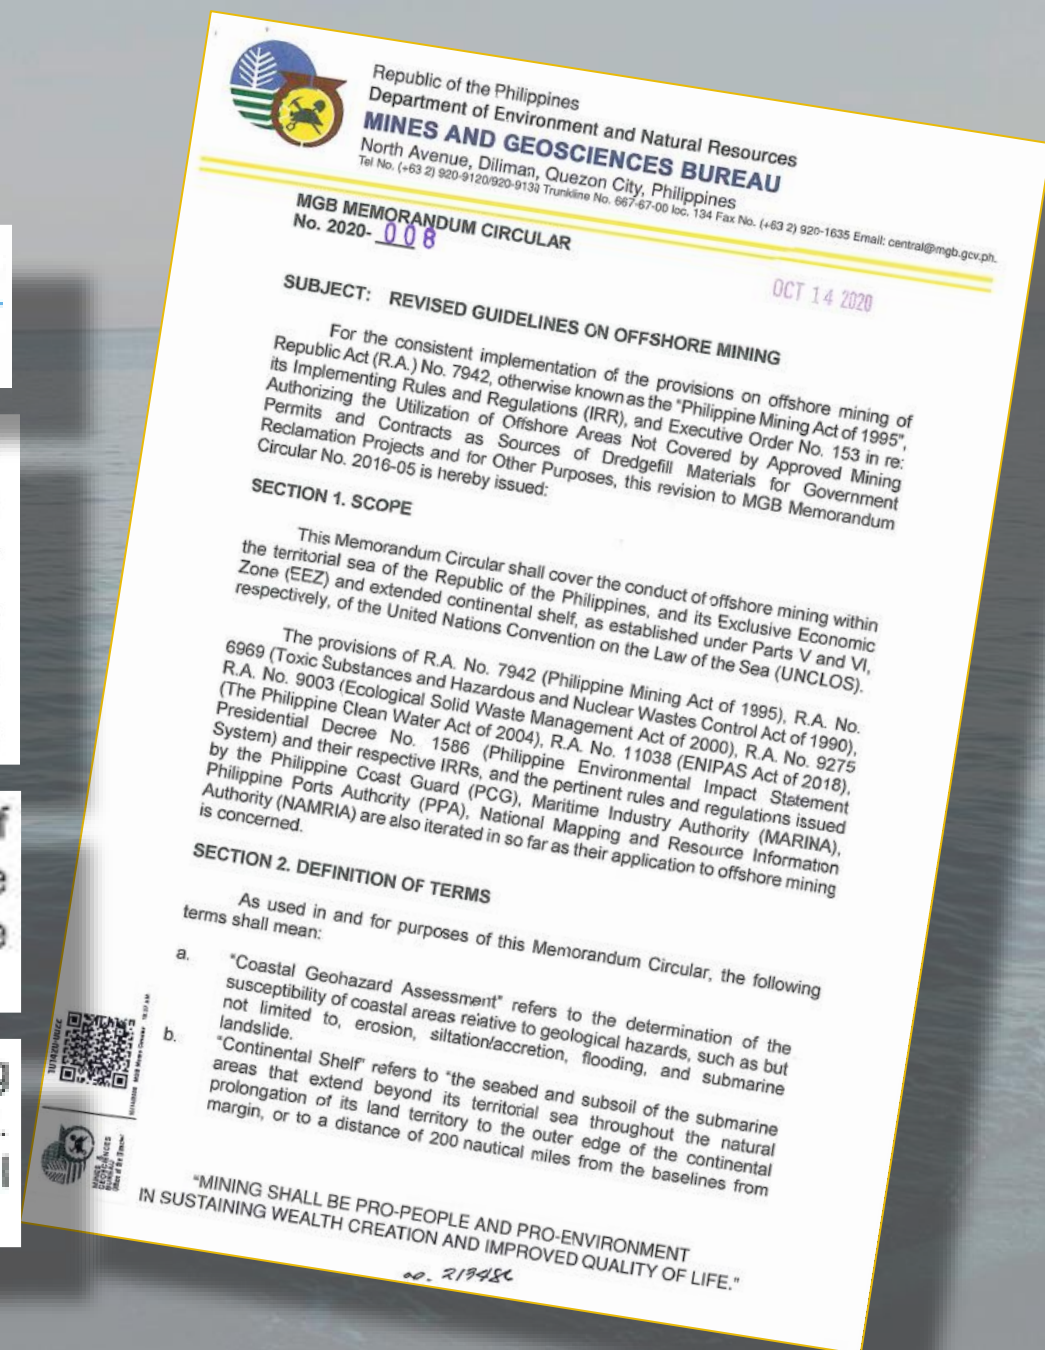 Republic of the Philippines
Department of Environment and Natural Resources
MINES AND GEOSCIENCES BUREAU
North Avenue, Diliman, Quezon City, Philippines
Tel No. (+63 2) 920-9120/920-9130 Trunkline No. 667-67-00 loc. 134 Fax No. (+63 2) 920-1635 Email: central@mgb.gov.ph.
MGB MEMORANDUM CIRCULAR
No. 2020- 008
OCT 14 2020
SUBJECT: REVISED GUIDELINES ON OFFSHORE MINING
For the consistent implementation of the provisions on offshore mining of
Republic Act (R.A.) No. 7942, otherwise known as the "Philippine Mining Act of 1995",
its Implementing Rules and Regulations (IRR), and Executive Order No. 153 in re:
Authorizing the Utilization of Offshore Areas Not Covered by Approved Mining
Permits and Contracts as Sources of Dredgefill Materials for Government
Reclamation Projects and for Other Purposes, this revision to MGB Memorandum
Circular No. 2016-05 is hereby issued:
SECTION 1. SCOPE
This Memorandum Circular shall cover the conduct of offshore mining within
the territorial sea of the Republic of the Philippines, and its Exclusive Economic
Zone (EEZ) and extended continental shelf, as established under Parts V and VI,
respectively, of the United Nations Convention on the Law of the Sea (UNCLOS).
The provisions of R.A. No. 7942 (Philippine Mining Act of 1995), R.A. No.
6969 (Toxic Substances and Hazardous and Nuclear Wastes Control Act of 1990),
R.A. No. 9003 (Ecological Solid Waste Management Act of 2000), R.A. No. 9275
(The Philippine Clean Water Act of 2004), R.A. No. 11038 (ENIPAS Act of 2018),
Presidential Decree No. 1586 (Philippine Environmental Impact Statement
System) and their respective IRRs, and the pertinent rules and regulations issued
by the Philippine Coast Guard (PCG), Maritime Industry Authority (MARINA),
Philippine Ports Authority (PPA), National Mapping and Resource Information
Authority (NAMRIA) are also iterated in so far as their application to offshore mining
is concerned.
SECTION 2. DEFINITION OF TERMS
As used in and for purposes of this Memorandum Circular, the following
terms shall mean:
a. "Coastal Geohazard Assessment" refers to the determination of the
susceptibility of coastal areas relative to geological hazards, such as but
not limited to, erosion, siltation/accretion, flooding, and submarine
landslide.
b. "Continental Shelf" refers to "the seabed and subsoil of the submarine
areas that extend beyond its territorial sea throughout the natural
prolongation of its land territory to the outer edge of the continental
margin, or to a distance of 200 nautical miles from the baselines from
MINES &
GEOSCIENCES
BUREAU
Office of the Director
"MINING SHALL BE PRO-PEOPLE AND PRO-ENVIRONMENT
IN SUSTAINING WEALTH CREATION AND IMPROVED QUALITY OF LIFE."